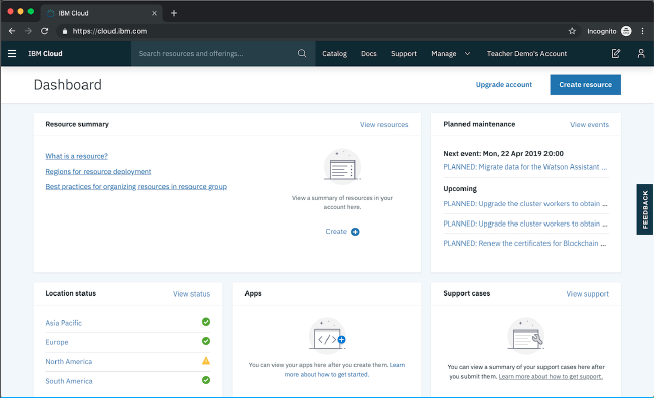 IBM Cloud
https://cloud.ibm.com
Incognito
IBM Cloud
Search resources and offerings...
Catalog
Docs
Support
Manage
Teacher Demo's Account
Dashboard
Upgrade account
Create resource
Resource summary
View resources
What is a resource?
Regions for resource deployment
Best practices for organizing resources in resource group
View a summary of resources in your
account here.
Create
Planned maintenance
View events
Next event: Mon, 22 Apr 2019 2:0:00
PLANNED: Migrate data for the Watson Assistant ...
Upcoming
PLANNED: Upgrade the cluster workers to obtain ...
PLANNED: Upgrade the cluster workers to obtain ...
PLANNED: Renew the certificates for Blockchain ...
FEEDBACK
Location status
View status
Asia Pacific
Europe
North America
South America
Apps
</>
You can view your apps here after you create them. Learn
more about how to get started.
Support cases
View support
You can view a summary of your support cases here after
you submit them. Learn more about how to get support.